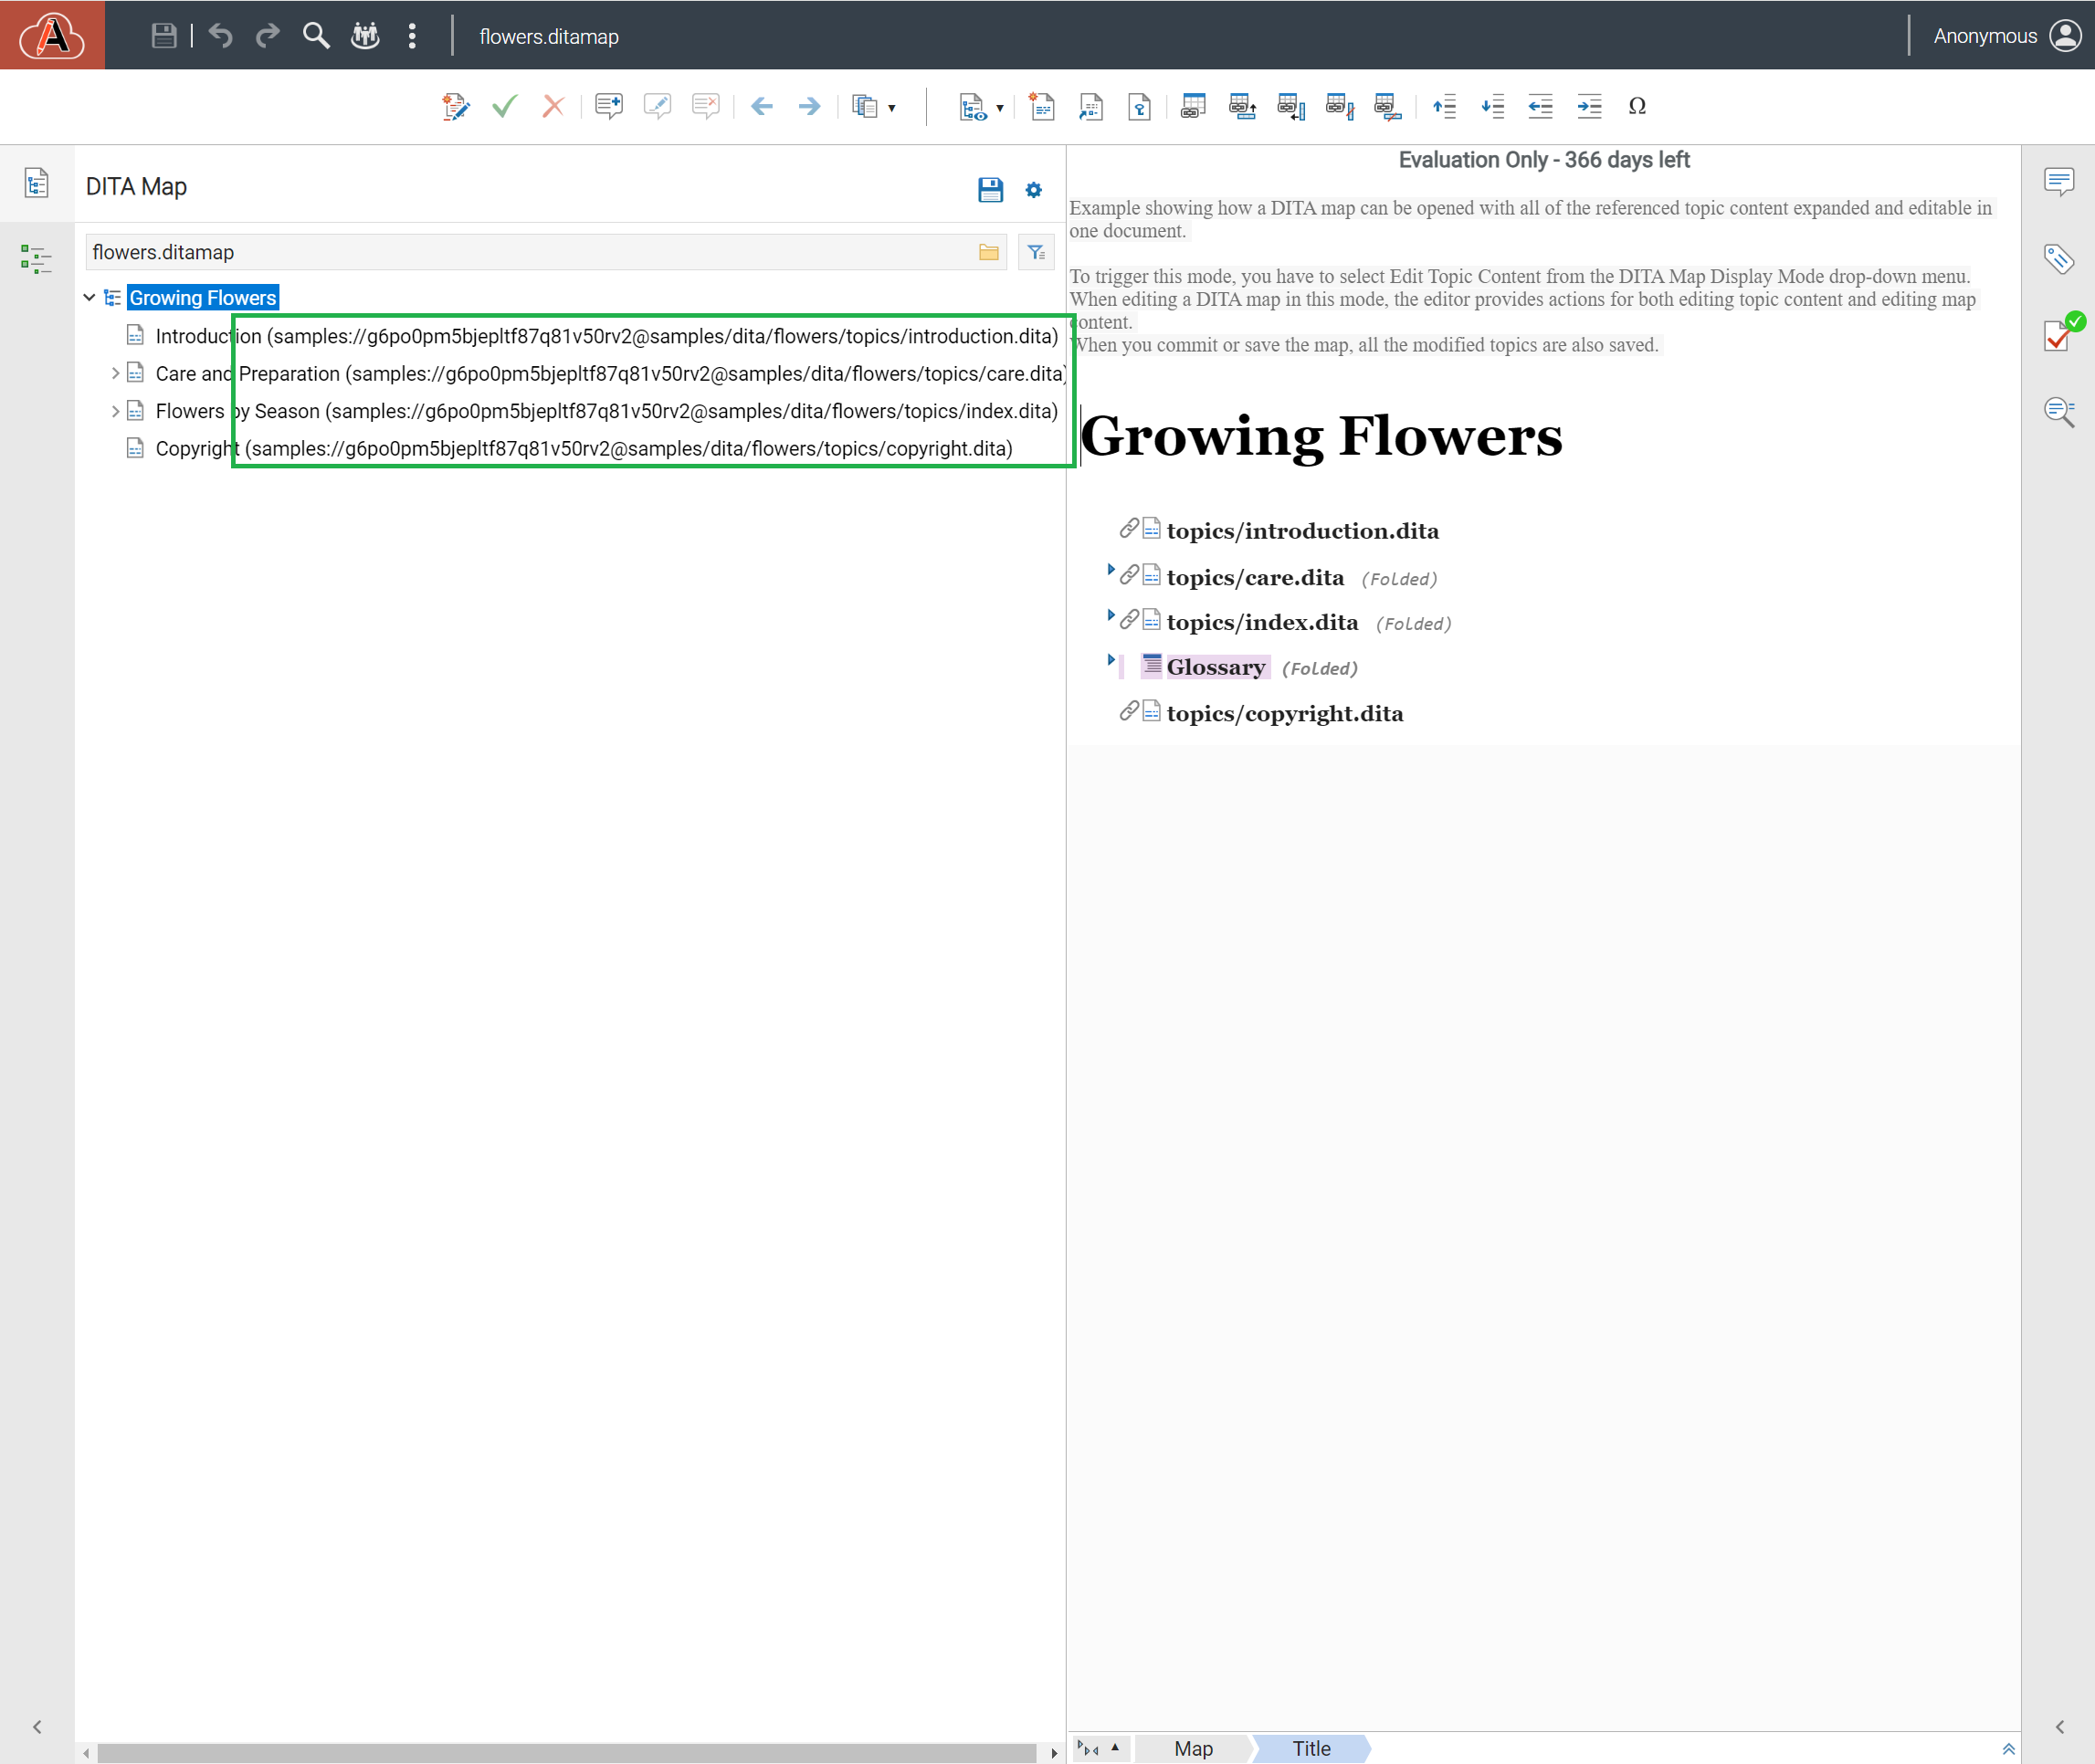 flowers.ditamap
Anonymous
Ω
DITA Map
flowers.ditamap
Growing Flowers
Introduction (samples://g6po0pm5bjepltf87q81v50rv2@samples/dita/flowers/topics/introduction.dita)
Care and Preparation (samples://g6po0pm5bjepltf87q81v50rv2@samples/dita/flowers/topics/care.dita)
Flowers by Season (samples://g6po0pm5bjepltf87q81v50rv2@samples/dita/flowers/topics/index.dita)
Copyright (samples://g6po0pm5bjepltf87q81v50rv2@samples/dita/flowers/topics/copyright.dita)
Evaluation Only - 366 days left
Example showing how a DITA map can be opened with all of the referenced topic content expanded and editable in
one document.
To trigger this mode, you have to select Edit Topic Content from the DITA Map Display Mode drop-down menu.
When editing a DITA map in this mode, the editor provides actions for both editing topic content and editing map
content.
When you commit or save the map, all the modified topics are also saved.
Growing Flowers
topics/introduction.dita
topics/care.dita (Folded)
topics/index.dita (Folded)
Glossary (Folded)
topics/copyright.dita
Map Title